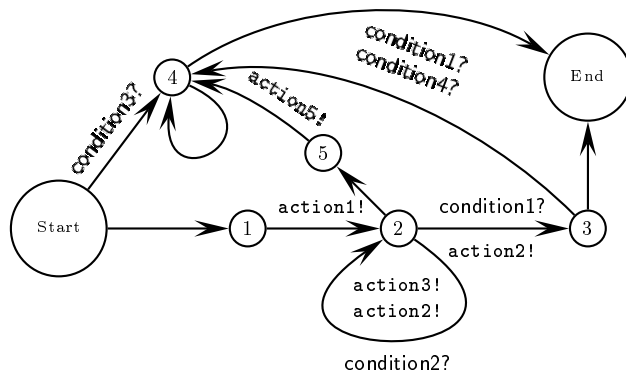 condition1?
condition4?
End
4
condition3?
action5!
5
Start
1
action1!
2
condition1?
action2!
3
action3!
action2!
condition2?